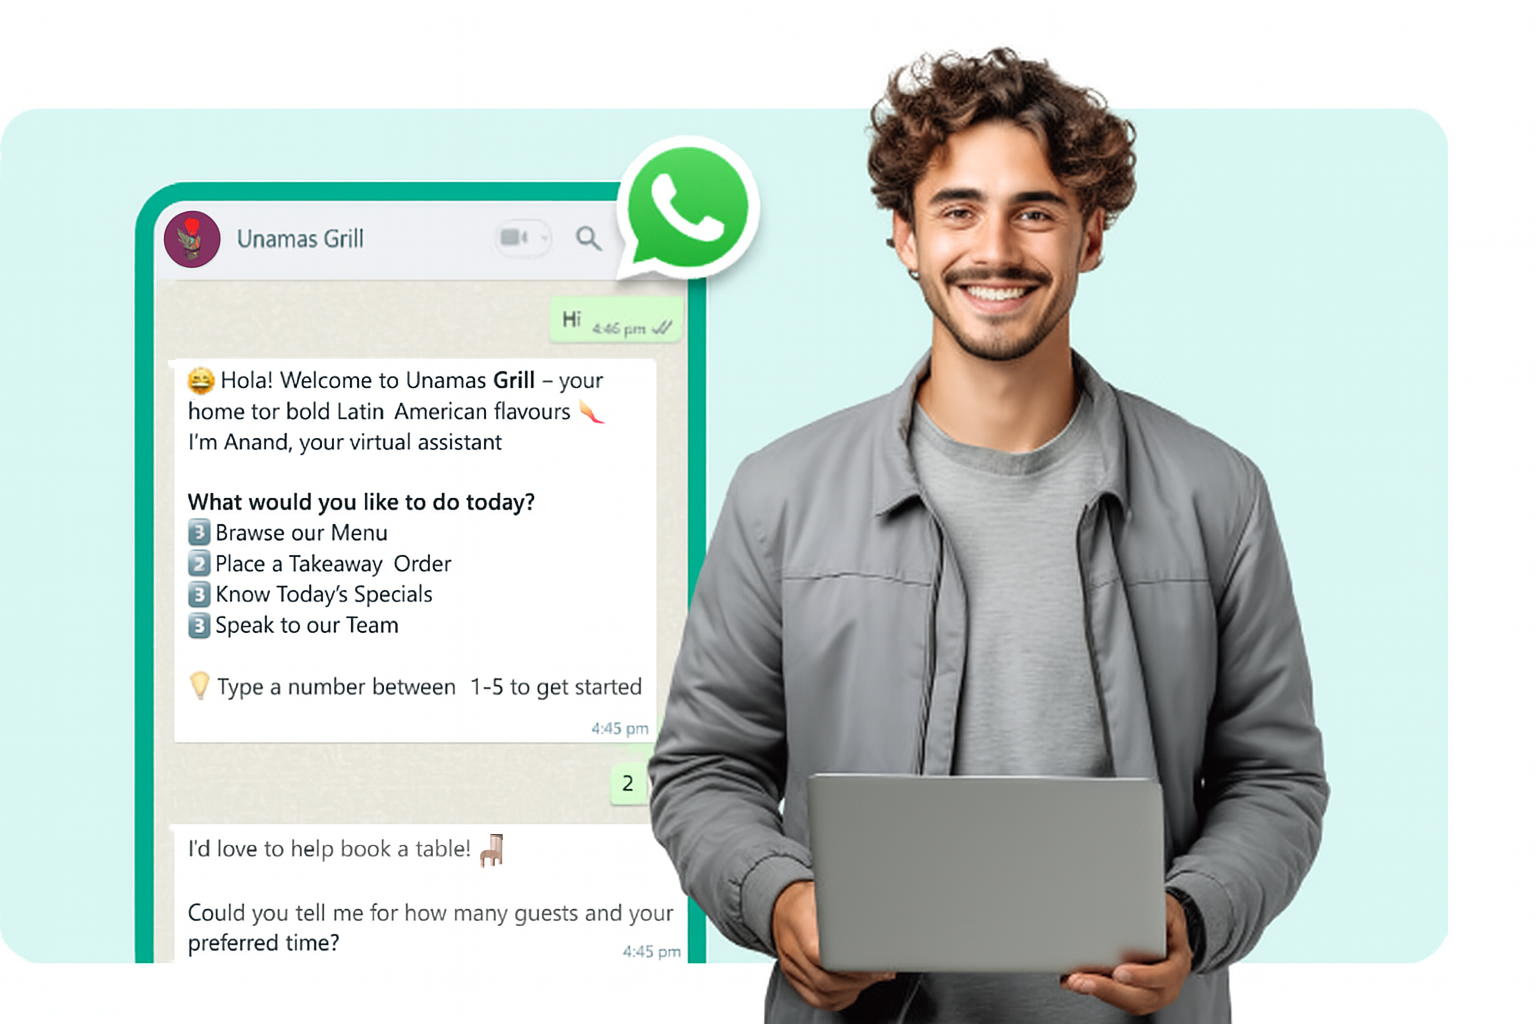 Unamas Grill
Hi 4:46 pm
😄 Hola! Welcome to Unamas Grill – your
home tor bold Latin American flavours 🌶
I'm Anand, your virtual assistant
What would you like to do today?
3 Brawse our Menu
2 Place a Takeaway Order
3 Know Today's Specials
3 Speak to our Team
💡 Type a number between 1-5 to get started
4:45 pm
2
I'd love to help book a table! 🪑
Could you tell me for how many guests and your
preferred time?
4:45 pm